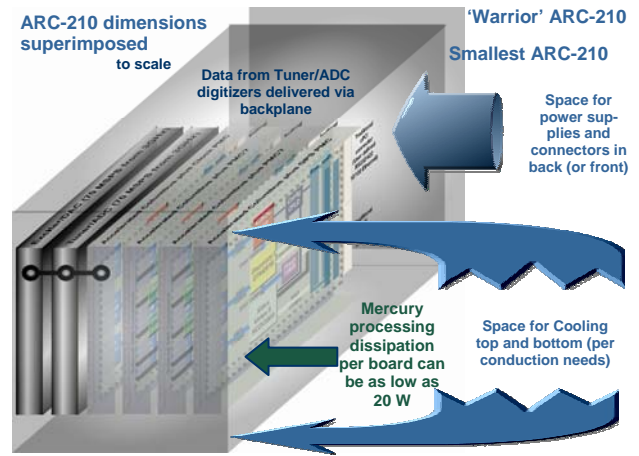 ARC-210 dimensions
superimposed
to scale
‘Warrior’ ARC-210
Smallest ARC-210
Data from Tuner/ADC
digitizers delivered via
backplane
Space for
power sup-
plies and
connectors in
back (or front)
Mercury
processing
dissipation
per board can
be as low as
20 W
Space for Cooling
top and bottom (per
conduction needs)